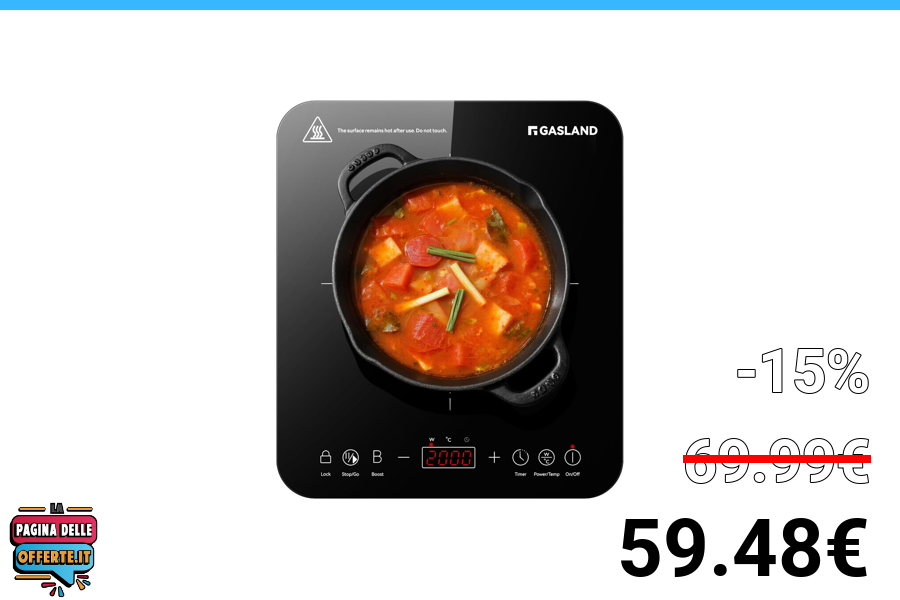 The surface remains hot after use. Do not touch.
GASLAND
W °C
2000
Lock Stop/Go B Boost Timer Power/Temp On/Off
-15%
69.99€
59.48€
LA
PAGINA DELLE
OFFERTE.IT